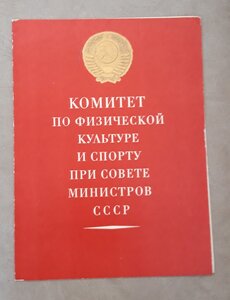 КОМИТЕТ
ПО ФИЗИЧЕСКОЙ
КУЛЬТУРЕ
И СПОРТУ
ПРИ СОВЕТЕ
МИНИСТРОВ
СССР